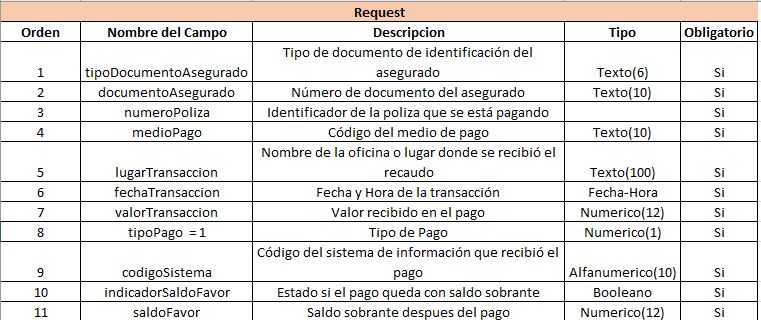 Request
Orden Nombre del Campo Descripcion Tipo Obligatorio
1 tipoDocumentoAsegurado Tipo de documento de identificación del asegurado Texto(6) Si
2 documentoAsegurado Número de documento del asegurado Texto(10) Si
3 numeroPoliza Identificador de la poliza que se está pagando Si
4 medioPago Código del medio de pago Texto(10) Si
5 lugarTransaccion Nombre de la oficina o lugar donde se recibió el recaudo Texto(100) Si
6 fechaTransaccion Fecha y Hora de la transacción Fecha-Hora Si
7 valorTransaccion Valor recibido en el pago Numerico(12) Si
8 tipoPago = 1 Tipo de Pago Numerico(1) Si
9 codigoSistema Código del sistema de información que recibió el pago Alfanumerico(10) Si
10 indicadorSaldoFavor Estado si el pago queda con saldo sobrante Booleano Si
11 saldoFavor Saldo sobrante despues del pago Numerico(12) Si